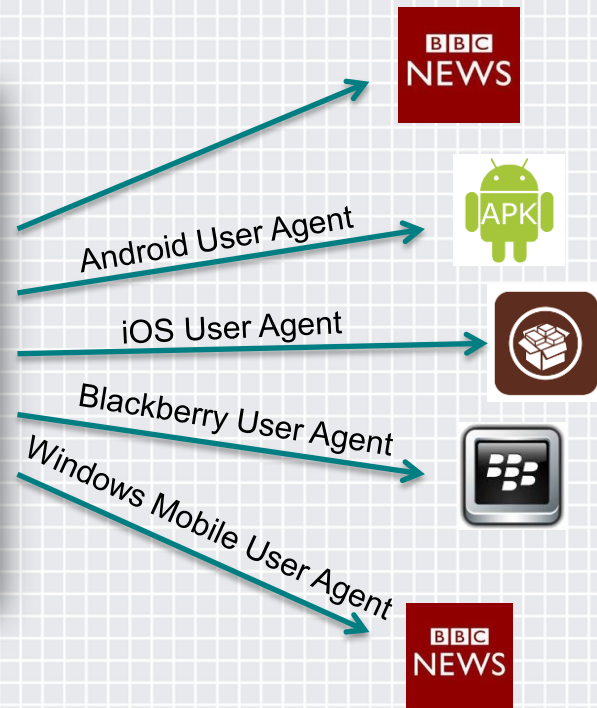 BBC
NEWS
Android User Agent
APK
iOS User Agent
Blackberry User Agent
Windows Mobile User Agent
BBC
NEWS